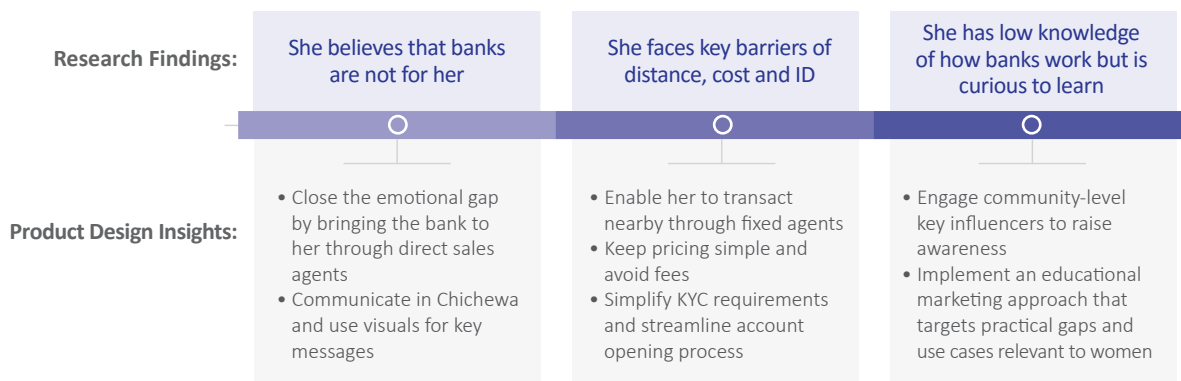 Research Findings:
She believes that banks
are not for her
She faces key barriers of
distance, cost and ID
She has low knowledge
of how banks work but is
curious to learn
Product Design Insights:
• Close the emotional gap
by bringing the bank to
her through direct sales
agents
• Communicate in Chichewa
and use visuals for key
messages
• Enable her to transact
nearby through fixed agents
• Keep pricing simple and
avoid fees
• Simplify KYC requirements
and streamline account
opening process
• Engage community-level
key influencers to raise
awareness
• Implement an educational
marketing approach that
targets practical gaps and
use cases relevant to women